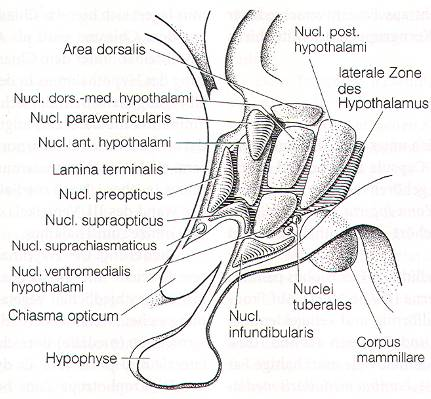 Nucl. post.
hypothalami
Area dorsalis
laterale Zone
des
Hypothalamus
Nucl. dors.-med. hypothalami
Nucl. paraventricularis
Nucl. ant. hypothalami
Lamina terminalis
Nucl. preopticus
Nucl. supraopticus
Nucl. suprachiasmaticus
Nucl. ventromedialis
hypothalami
Chiasma opticum
Nuclei
tuberales
Nucl.
infundibularis
Corpus
mammillare
Hypophyse